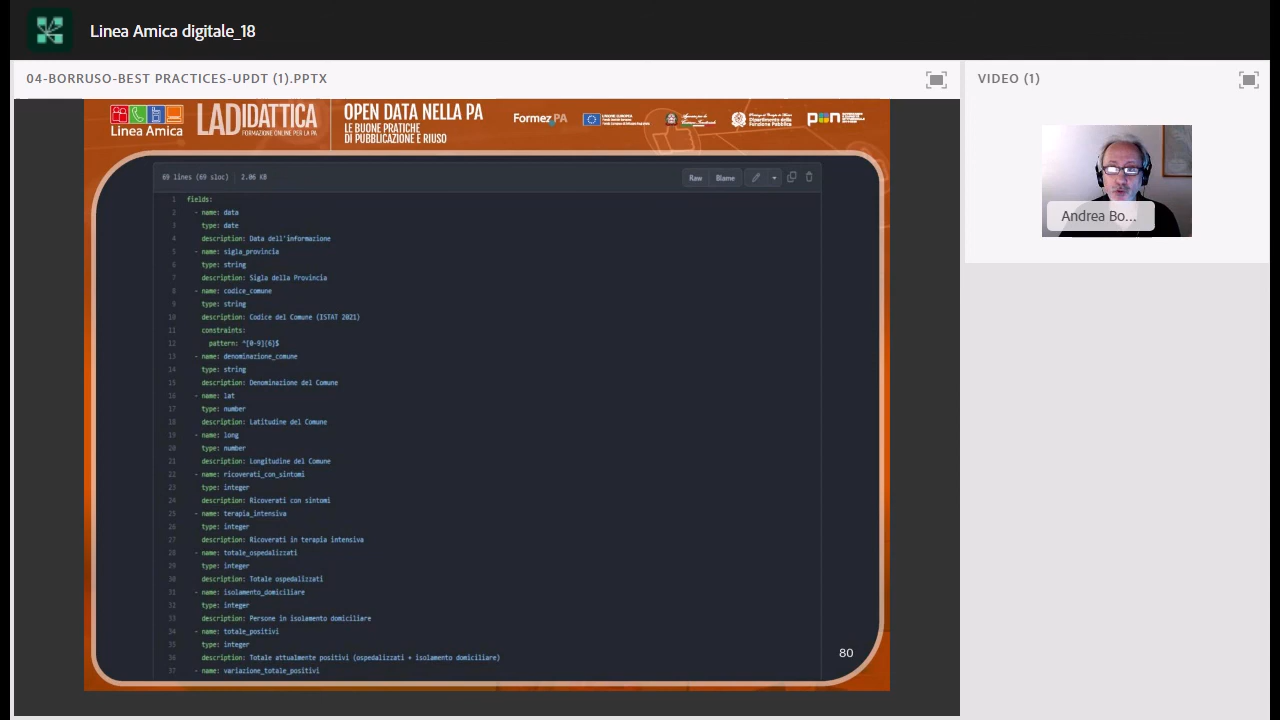 Linea Amica digitale_18
04-BORRUSO-BEST PRACTICES-UPDT (1).PPTX
VIDEO (1)
Linea Amica
LADIDATTICA
FORMAZIONE ONLINE PER LA PA
OPEN DATA NELLA PA
LE BUONE PRATICHE
DI PUBBLICAZIONE E RIUSO
FormezPA
UNIONE EUROPEA
pon
Andrea Bo...
69 lines (69 sloc) 2.06 KB
Raw Blame
1 fields:
2 - name: data
3 type: date
4 description: Data dell'informazione
5 - name: sigla_provincia
6 type: string
7 description: Sigla della Provincia
8 - name: codice_comune
9 type: string
10 description: Codice del Comune (ISTAT 2021)
11 constraints:
12 pattern: ^[0-9]{6}$
13 - name: denominazione_comune
14 type: string
15 description: Denominazione del Comune
16 - name: lat
17 type: number
18 description: Latitudine del Comune
19 - name: long
20 type: number
21 description: Longitudine del Comune
22 - name: ricoverati_con_sintomi
23 type: integer
24 description: Ricoverati con sintomi
25 - name: terapia_intensiva
26 type: integer
27 description: Ricoverati in terapia intensiva
28 - name: totale_ospedalizzati
29 type: integer
30 description: Totale ospedalizzati
31 - name: isolamento_domiciliare
32 type: integer
33 description: Persone in isolamento domiciliare
34 - name: totale_positivi
35 type: integer
36 description: Totale attualmente positivi (ospedalizzati + isolamento domiciliare)
37 - name: variazione_totale_positivi
80